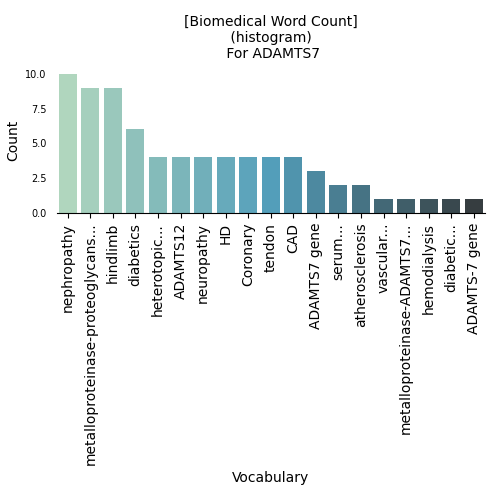 [Biomedical Word Count]
(histogram)
For ADAMTS7
10.0
7.5
5.0
2.5
0.0
Count
nephropathy
metalloproteinase-proteoglycans...
hindlimb
diabetes
heterotopic...
ADAMTS12
neuropathy
HD
Coronary
tendon
CAD
ADAMTS7 gene
serum...
atherosclerosis
vascular...
metalloproteinase-ADAMTS7...
hemodialysis
diabetic...
ADAMTS-7 gene
Vocabulary